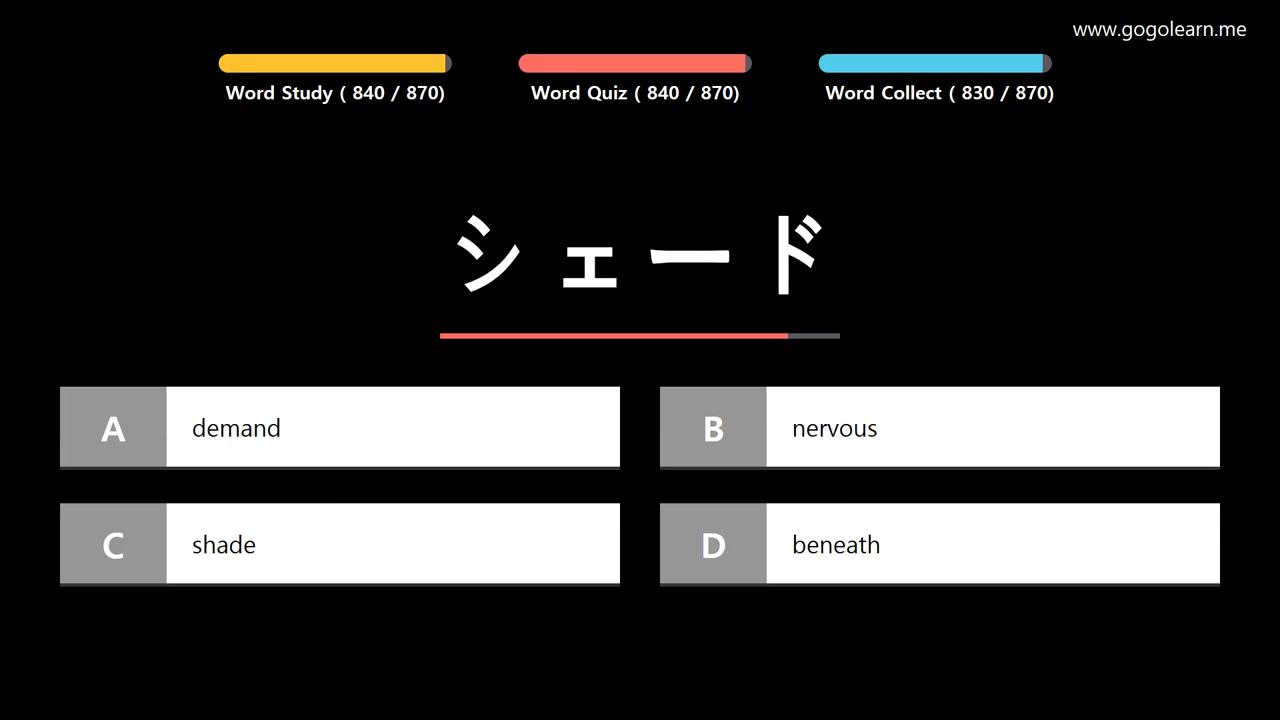 www.gogolearn.me
Word Study ( 840 / 870) Word Quiz ( 840 / 870) Word Collect ( 830 / 870)
シェード
A demand
B nervous
C shade
D beneath